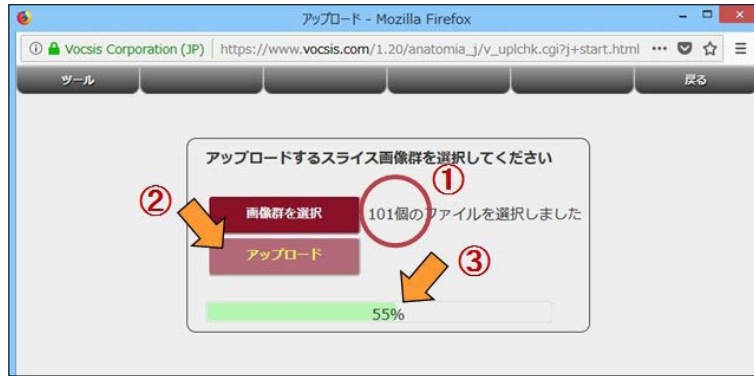 アップロード - Mozilla Firefox
Vocsis Corporation (JP) https://www.vocsis.com/1.20/anatomia_j/v_uplchk.cgi?j+start.html
ツール 戻る
アップロードするスライス画像群を選択してください
①
② 画像群を選択 101個のファイルを選択しました
アップロード
③
55%